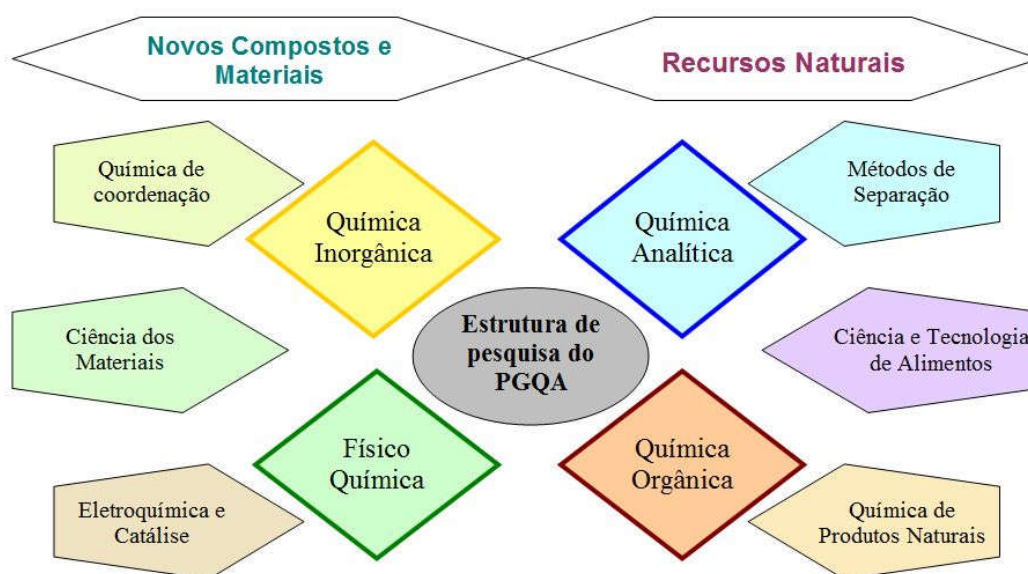 Novos Compostos e
Materiais
Recursos Naturais
Química de
coordenação
Química
Inorgânica
Química
Analítica
Métodos de
Separação
Ciência dos
Materiais
Estrutura de
pesquisa do
PGQA
Ciência e Tecnologia
de Alimentos
Eletroquímica e
Catálise
Físico
Química
Química
Orgânica
Química de
Produtos Naturais